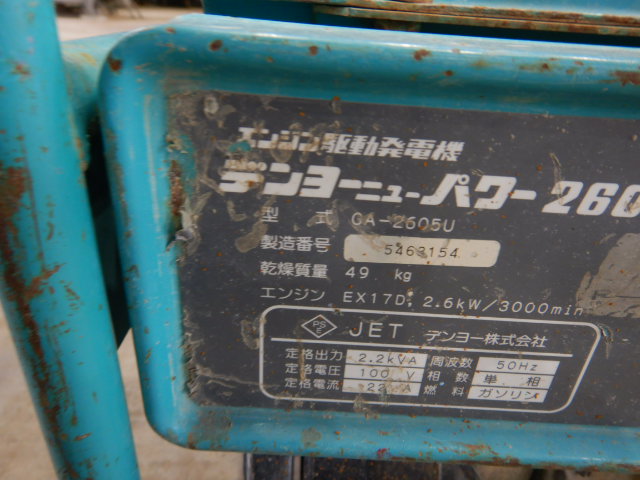 エンジン駆動発電機
デンヨーニューパワー 260
型 式 GA-2605U
製造番号 5463154
乾燥質量 49 kg
エンジン EX17D, 2.6kW/3000min
PS E JET デンヨー株式会社
定格出力 2.2kVA 周波数 50Hz
定格電圧 100 V 相 数 単 相
定格電流 22 A 燃 料 ガソリン